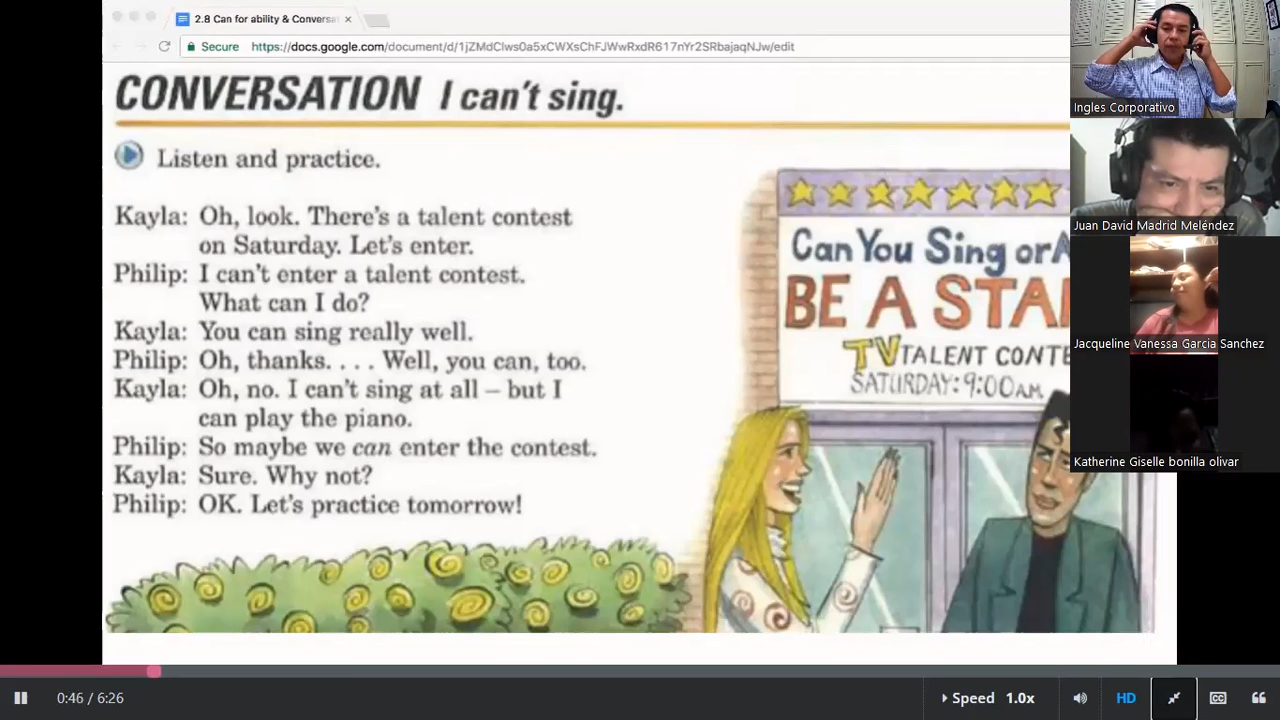 2.8 Can for ability & Conversa
Secure
https://docs.google.com/document/d/1jZMdClws0a5xCWXsChFJWwRxdR617nYr2SRbajaqNJw/edit
CONVERSATION I can't sing.
Listen and practice.
Kayla: Oh, look. There's a talent contest
on Saturday. Let's enter.
Philip: I can't enter a talent contest.
What can I do?
Kayla: You can sing really well.
Philip: Oh, thanks. . . . Well, you can, too.
Kayla: Oh, no. I can't sing at all – but I
can play the piano.
Philip: So maybe we can enter the contest.
Kayla: Sure. Why not?
Philip: OK. Let's practice tomorrow!
Can You Sing or A
BE A STA
TV TALENT CONTE
SATURDAY: 9:00 AM
Ingles Corporativo
Juan David Madrid Meléndez
Jacqueline Vanessa Garcia Sanchez
Katherine Giselle bonilla olivar
0:46 / 6:26
Speed 1.0x
HD
CC